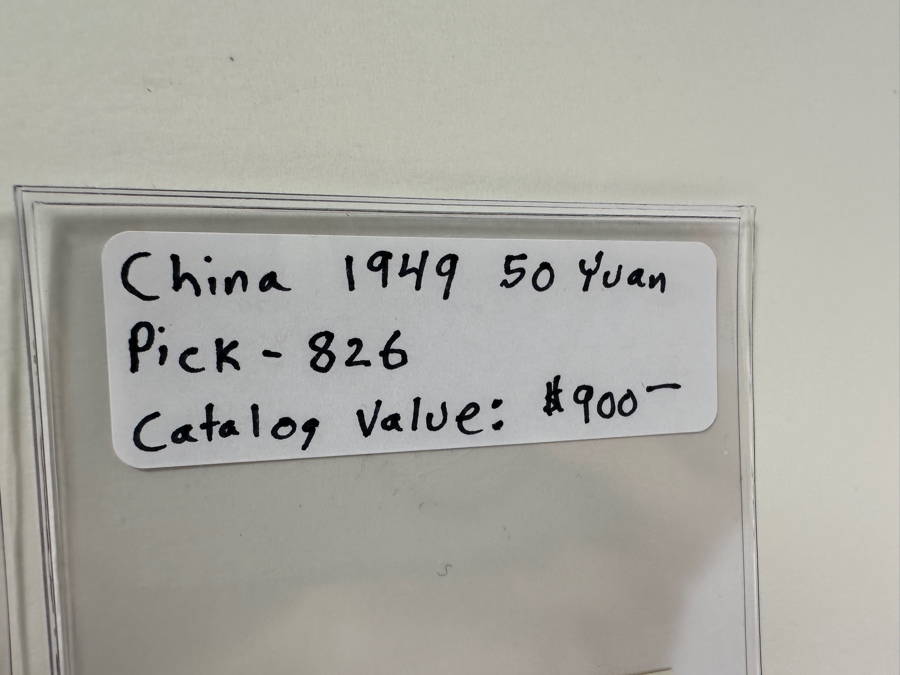 China 1949 50 Yuan
Pick - 826
Catalog Value: $900—